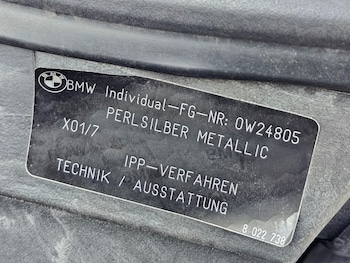 BMW Individual-FG-NR: 0W24805
PERLSILBER METALLIC
X01/7
IPP-VERFAHREN
TECHNIK / AUSSTATTUNG
8 022 738